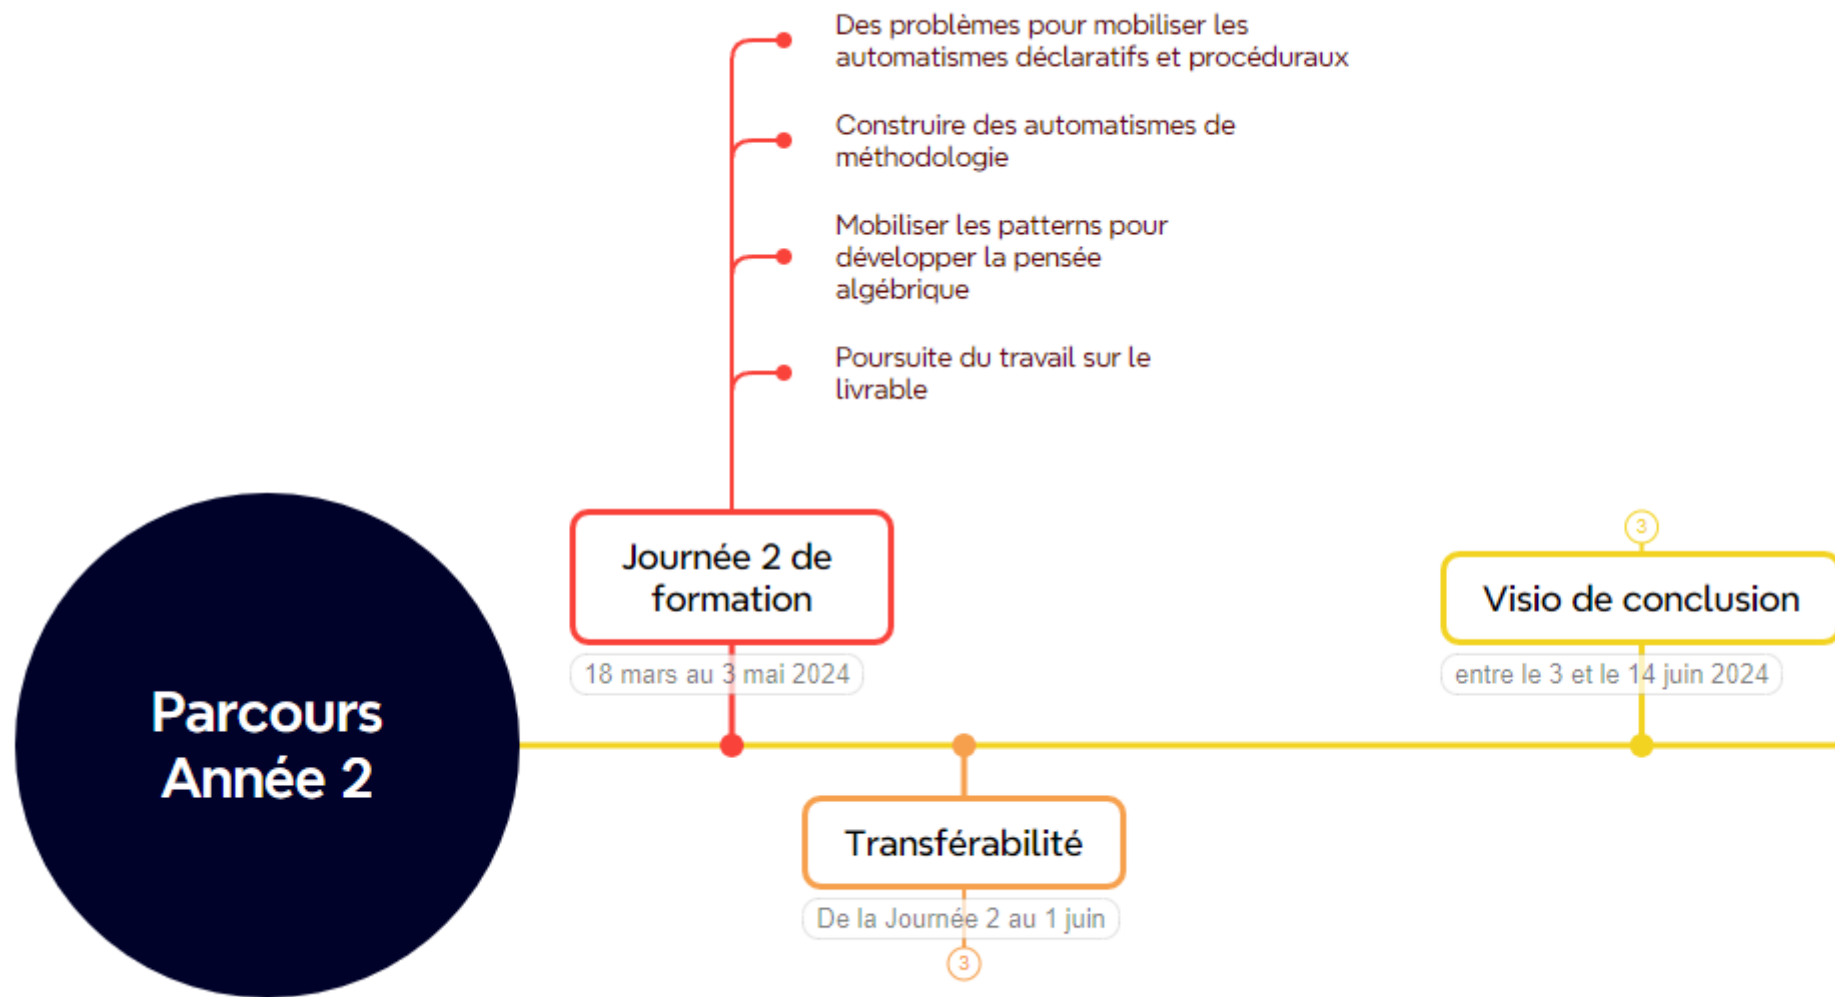 Des problèmes pour mobiliser les
automatismes déclaratifs et procéduraux
Construire des automatismes de
méthodologie
Mobiliser les patterns pour
développer la pensée
algébrique
Poursuite du travail sur le
livrable
Journée 2 de
formation
18 mars au 3 mai 2024
3
Visio de conclusion
entre le 3 et le 14 juin 2024
Parcours
Année 2
Transférabilité
De la Journée 2 au 1 juin
3